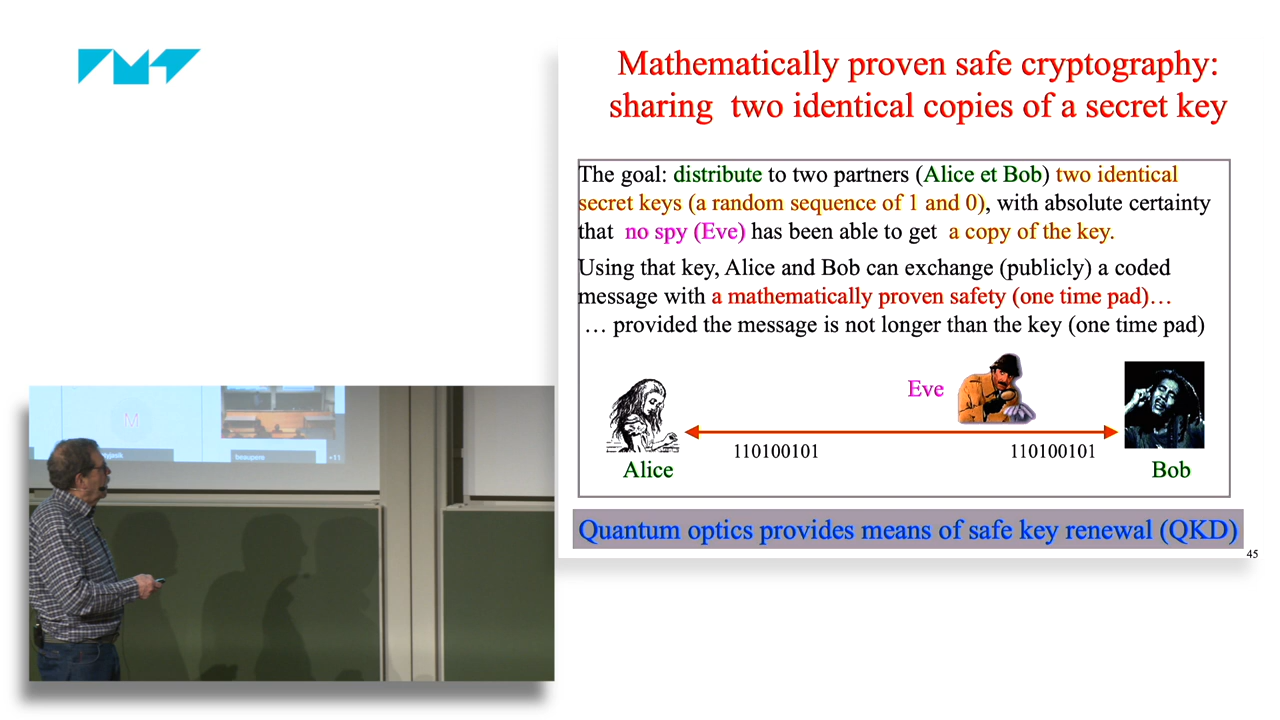 Mathematically proven safe cryptography:
sharing two identical copies of a secret key
The goal: distribute to two partners (Alice et Bob) two identical
secret keys (a random sequence of 1 and 0), with absolute certainty
that no spy (Eve) has been able to get a copy of the key.
Using that key, Alice and Bob can exchange (publicly) a coded
message with a mathematically proven safety (one time pad)…
… provided the message is not longer than the key (one time pad)
Eve
110100101 110100101
Alice Bob
Quantum optics provides means of safe key renewal (QKD)
45
M
beaupere +11